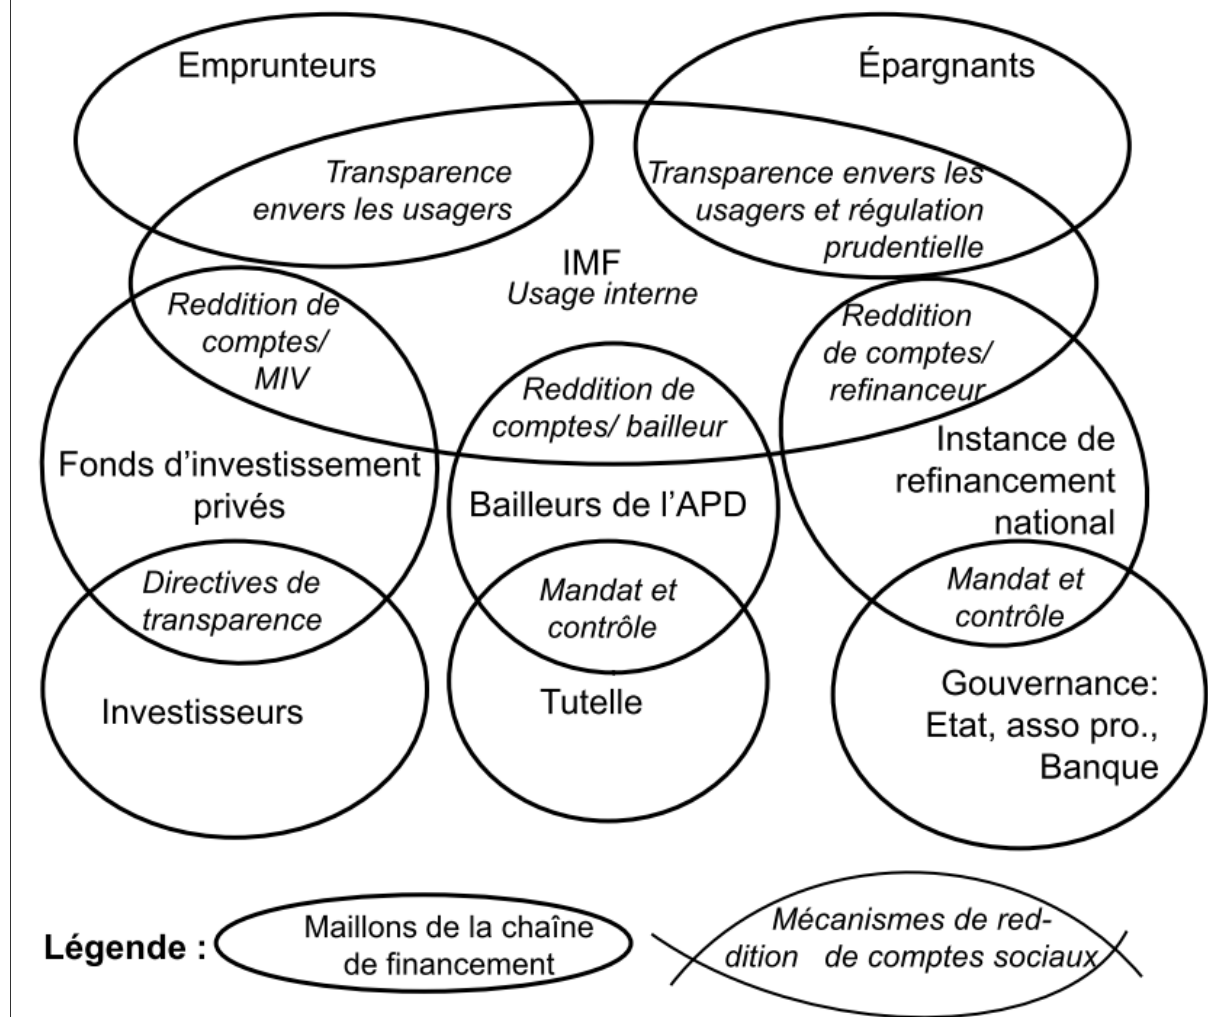 Emprunteurs
Épargnants
Transparence
envers les usagers
Transparence envers les
usagers et régulation
prudentielle
IMF
Usage interne
Reddition de
comptes/
MIV
Reddition de
comptes/ bailleur
Reddition
de comptes/
refinanceur
Fonds d’investissement
privés
Bailleurs de l’APD
Instance de
refinancement
national
Directives de
transparence
Mandat et
contrôle
Mandat et
contrôle
Investisseurs
Tutelle
Gouvernance:
Etat, asso pro.,
Banque
Légende :
Maillons de la chaîne
de financement
Mécanismes de red-
dition de comptes sociaux